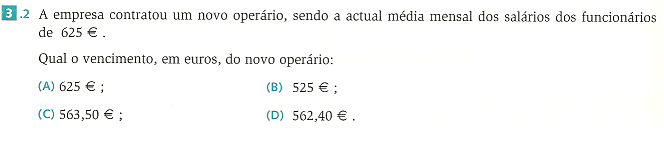 3.2 A empresa contratou um novo operário, sendo a actual média mensal dos salários dos funcionários
de 625 € .
Qual o vencimento, em euros, do novo operário:
(A) 625 € ; (B) 525 € ;
(C) 563,50 € ; (D) 562,40 € .